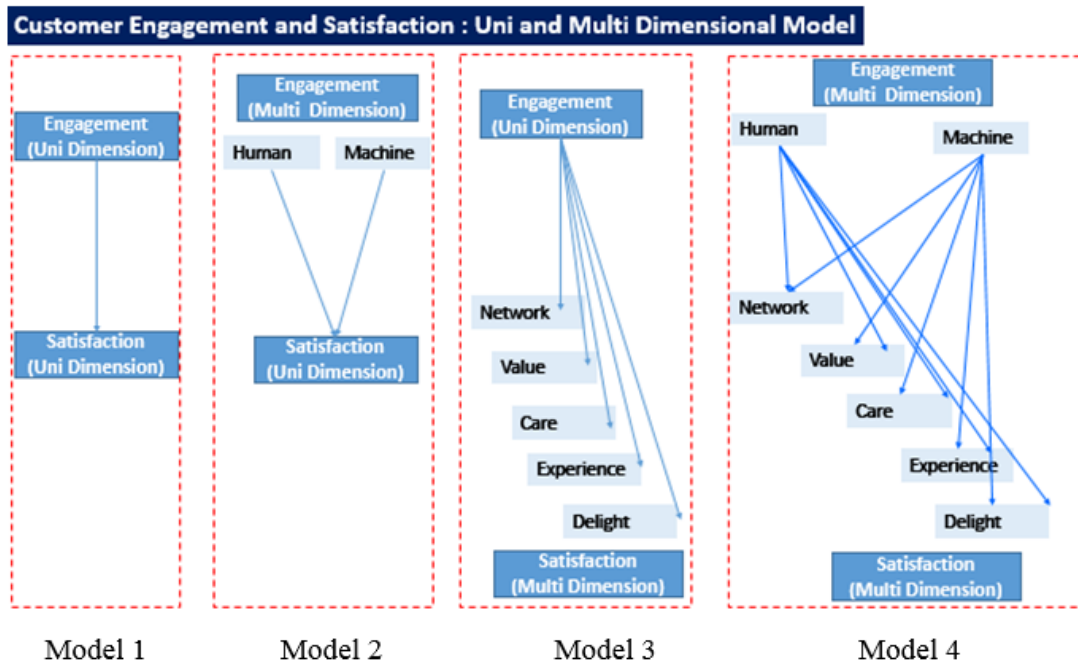 Customer Engagement and Satisfaction : Uni and Multi Dimensional Model
Engagement
(Uni Dimension)
Satisfaction
(Uni Dimension)
Engagement
(Multi Dimension)
Human
Machine
Satisfaction
(Uni Dimension)
Engagement
(Uni Dimension)
Network
Value
Care
Experience
Delight
Satisfaction
(Multi Dimension)
Engagement
(Multi Dimension)
Human
Machine
Network
Value
Care
Experience
Delight
Satisfaction
(Multi Dimension)
Model 1
Model 2
Model 3
Model 4